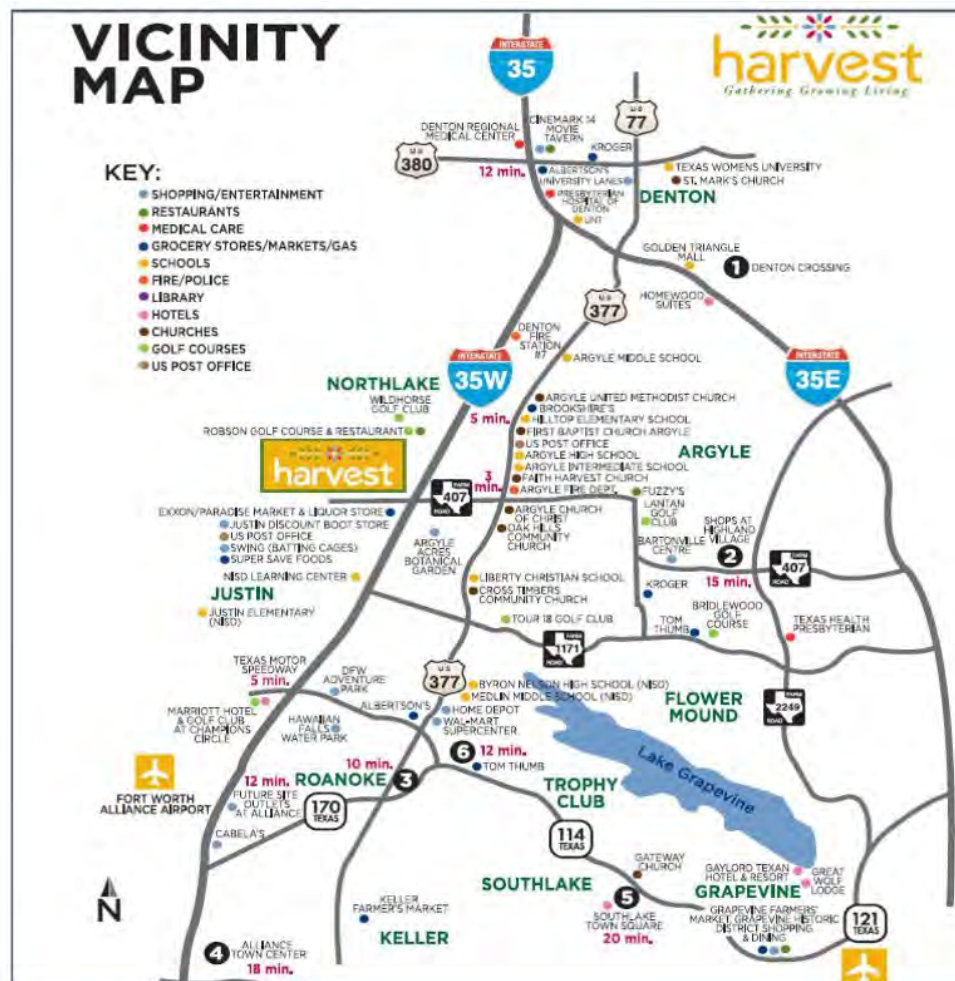 VICINITY
MAP
INTERSTATE
35
harvest
Gathering Growing Living
U S
77
DENTON REGIONAL
MEDICAL CENTER
CINEMARK 14
MOVIE
TAVERN
KROGER
U S
380
12 min.
ALBERTSON'S
UNIVERSITY LANES
TEXAS WOMENS UNIVERSITY
ST. MARK'S CHURCH
PRESBYTERIAN
HOSPITAL OF
DENTON
UNT
DENTON
KEY:
SHOPPING/ENTERTAINMENT
RESTAURANTS
MEDICAL CARE
GROCERY STORES/MARKETS/GAS
SCHOOLS
FIRE/POLICE
LIBRARY
HOTELS
CHURCHES
GOLF COURSES
US POST OFFICE
GOLDEN TRIANGLE
MALL
1 DENTON CROSSING
HOMEWOOD
SUITES
U S
377
DENTON
FIRE
STATION
#7
ARGYLE MIDDLE SCHOOL
INTERSTATE
35W
INTERSTATE
35E
NORTHLAKE
WILDHORSE
GOLF CLUB
ROBSON GOLF COURSE & RESTAURANT
harvest
5 min.
ARGYLE UNITED METHODIST CHURCH
BROOKSHIRE'S
HILLTOP ELEMENTARY SCHOOL
FIRST BAPTIST CHURCH ARGYLE
US POST OFFICE
ARGYLE HIGH SCHOOL
ARGYLE INTERMEDIATE SCHOOL
FAITH HARVEST CHURCH
ARGYLE FIRE DEPT.
ARGYLE
3
min.
FARM
407
ROAD
FUZZY'S
LANTAN
GOLF
CLUB
SHOPS AT
HIGHLAND
VILLAGE
BARTONVILLE
CENTRE
2
15 min.
FARM
407
ROAD
EXXON/PARADISE MARKET & LIQUOR STORE
JUSTIN DISCOUNT BOOT STORE
US POST OFFICE
SWING (BATTING CAGES)
SUPER SAVE FOODS
NISD LEARNING CENTER
JUSTIN
JUSTIN ELEMENTARY
(NISD)
ARGYLE
ACRES
BOTANICAL
GARDEN
ARGYLE CHURCH
OF CHRIST
OAK HILLS
COMMUNITY
CHURCH
LIBERTY CHRISTIAN SCHOOL
CROSS TIMBERS
COMMUNITY CHURCH
TOUR 18 GOLF CLUB
KROGER
TOM
THUMB
BRIDLEWOOD
GOLF
COURSE
TEXAS HEALTH
PRESBYTERIAN
FARM
1171
ROAD
TEXAS MOTOR
SPEEDWAY
5 min.
DFW
ADVENTURE
PARK
MARRIOTT HOTEL
& GOLF CLUB
AT CHAMPIONS
CIRCLE
HAWAIIAN
FALLS
WATER PARK
ALBERTSON'S
U S
377
BYRON NELSON HIGH SCHOOL (NISD)
MEDLIN MIDDLE SCHOOL (NISD)
HOME DEPOT
WAL-MART
SUPERCENTER
FLOWER
MOUND
FARM
2249
ROAD
Lake Grapevine
6 12 min.
TOM THUMB
TROPHY
CLUB
10 min.
ROANOKE 3
12 min.
FORT WORTH
ALLIANCE AIRPORT
FUTURE SITE
OUTLETS
AT ALLIANCE
CABELA'S
170
TEXAS
114
TEXAS
N
KELLER
FARMER'S MARKET
KELLER
SOUTHLAKE
GATEWAY
CHURCH
5
SOUTHLAKE
TOWN SQUARE
20 min.
GAYLORD TEXAN
HOTEL & RESORT
GREAT
WOLF
LODGE
GRAPEVINE
GRAPEVINE FARMERS'
MARKET, GRAPEVINE HISTORIC
DISTRICT SHOPPING
& DINING
121
TEXAS
4
ALLIANCE
TOWN CENTER
18 min.